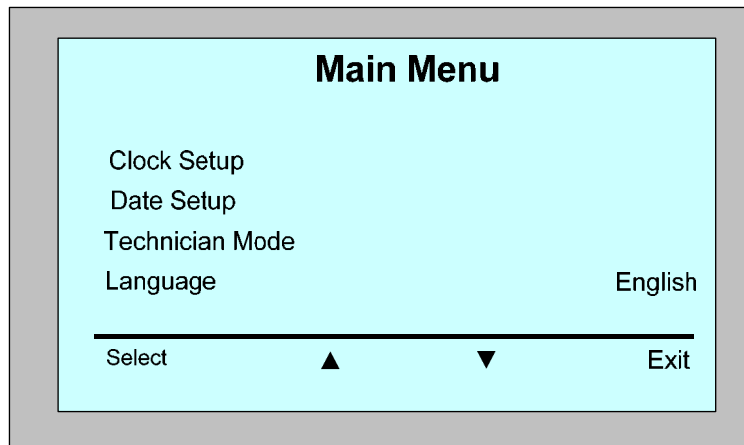 Main Menu
Clock Setup
Date Setup
Technician Mode
Language English
Select ▲ ▼ Exit